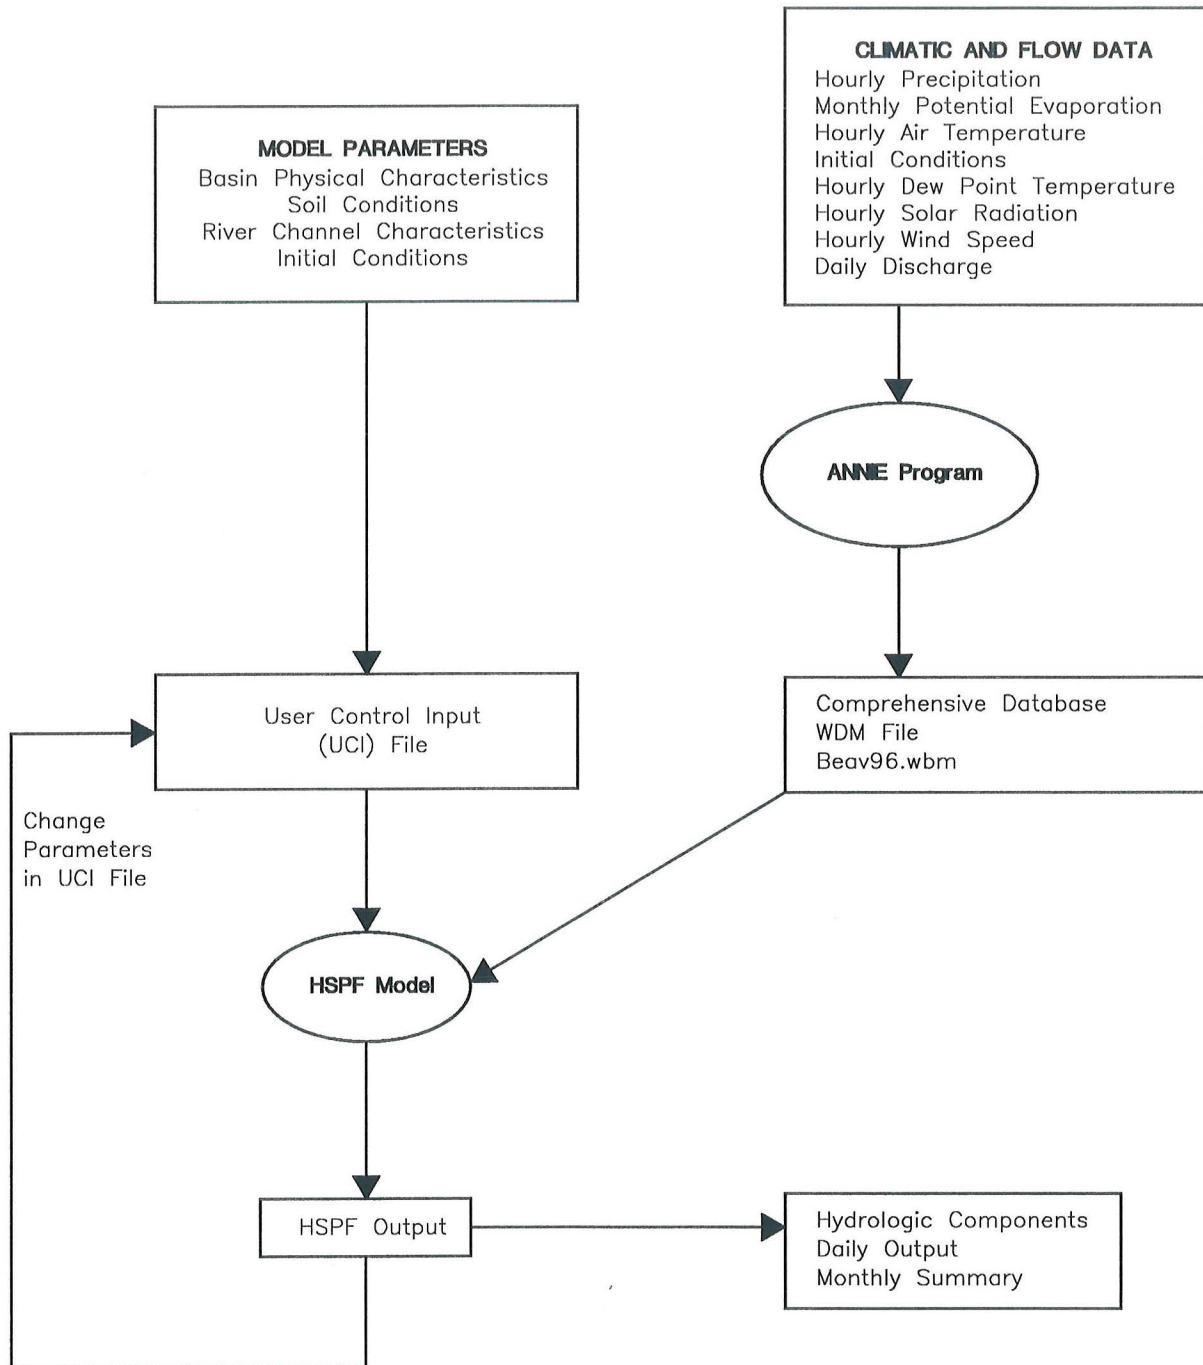 CLIMATIC AND FLOW DATA
Hourly Precipitation
Monthly Potential Evaporation
Hourly Air Temperature
Initial Conditions
Hourly Dew Point Temperature
Hourly Solar Radiation
Hourly Wind Speed
Daily Discharge
MODEL PARAMETERS
Basin Physical Characteristics
Soil Conditions
River Channel Characteristics
Initial Conditions
ANNIE Program
User Control Input
(UCI) File
Comprehensive Database
WDM File
Beav96.wbm
Change
Parameters
in UCI File
HSPF Model
HSPF Output
Hydrologic Components
Daily Output
Monthly Summary